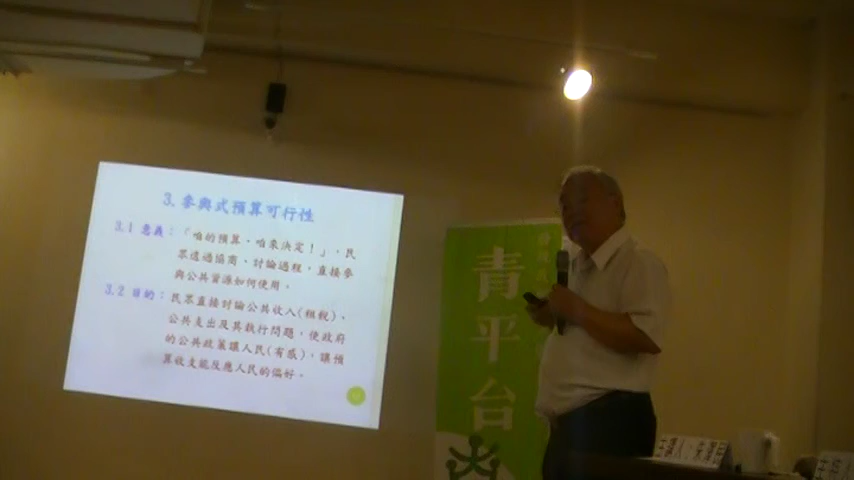 3. 參與式預算可行性
3.1 意義：「咱的預算，咱來決定！」，民
眾透過協商、討論過程，直接參
與公共資源如何使用。
3.2 目的：民眾直接討論公共收入(租稅)、
公共支出及其執行問題，使政府
的公共政策讓人民(有感)，讓預
算收支能反應人民的偏好。
青平台